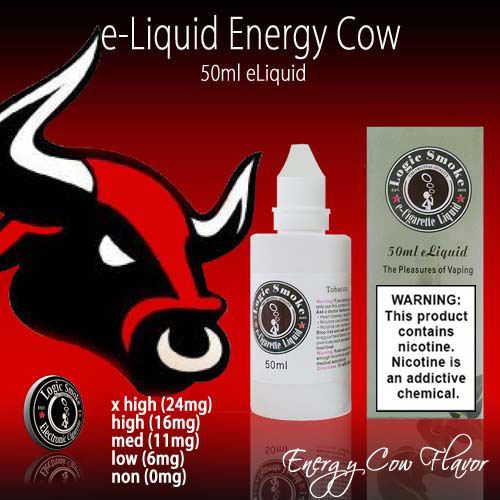 e-Liquid Energy Cow
50ml eLiquid
Logic Smoke
e-Cigarette Liquid
50ml eLiquid
The Pleasures of Vaping
WARNING:
This product
contains
nicotine.
Nicotine is
an addictive
chemical.
Tobacco
Logic Smoke
e-Cigarette Liquid
50ml
Logic Smoke
Electronic Cigarettes
x high (24mg)
high (16mg)
med (11mg)
low (6mg)
non (0mg)
Energy Cow Flavor